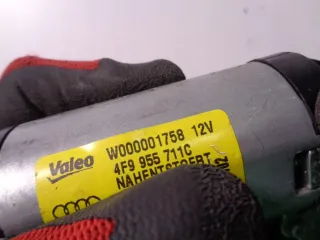 Valeo
W000001758 12V
4F9 955 711C
NAHENTSTOERT